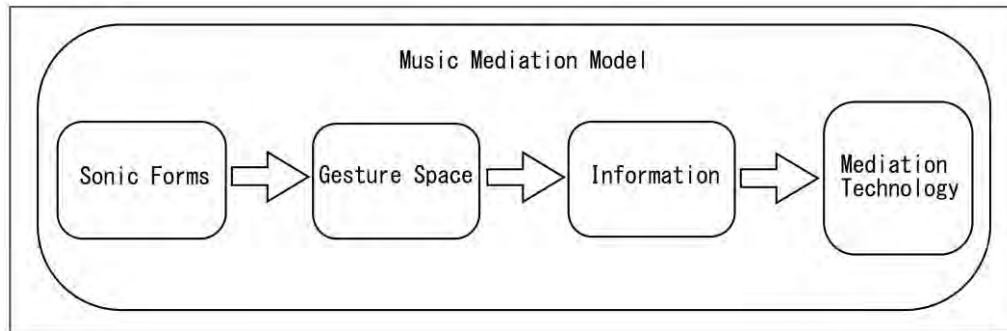 Music Mediation Model
Sonic Forms
Gesture Space
Information
Mediation
Technology